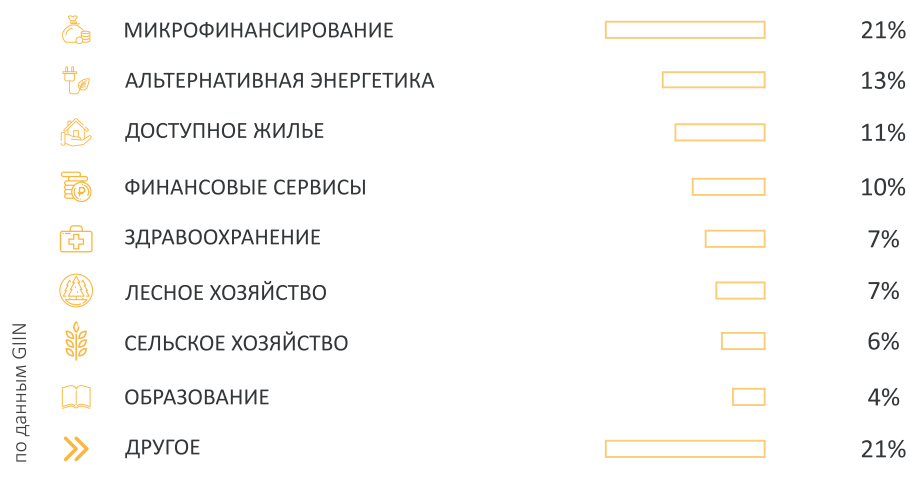 МИКРОФИНАНСИРОВАНИЕ 21%
АЛЬТЕРНАТИВНАЯ ЭНЕРГЕТИКА 13%
ДОСТУПНОЕ ЖИЛЬЕ 11%
ФИНАНСОВЫЕ СЕРВИСЫ 10%
ЗДРАВООХРАНЕНИЕ 7%
ЛЕСНОЕ ХОЗЯЙСТВО 7%
СЕЛЬСКОЕ ХОЗЯЙСТВО 6%
ОБРАЗОВАНИЕ 4%
ДРУГОЕ 21%
по данным GIIN